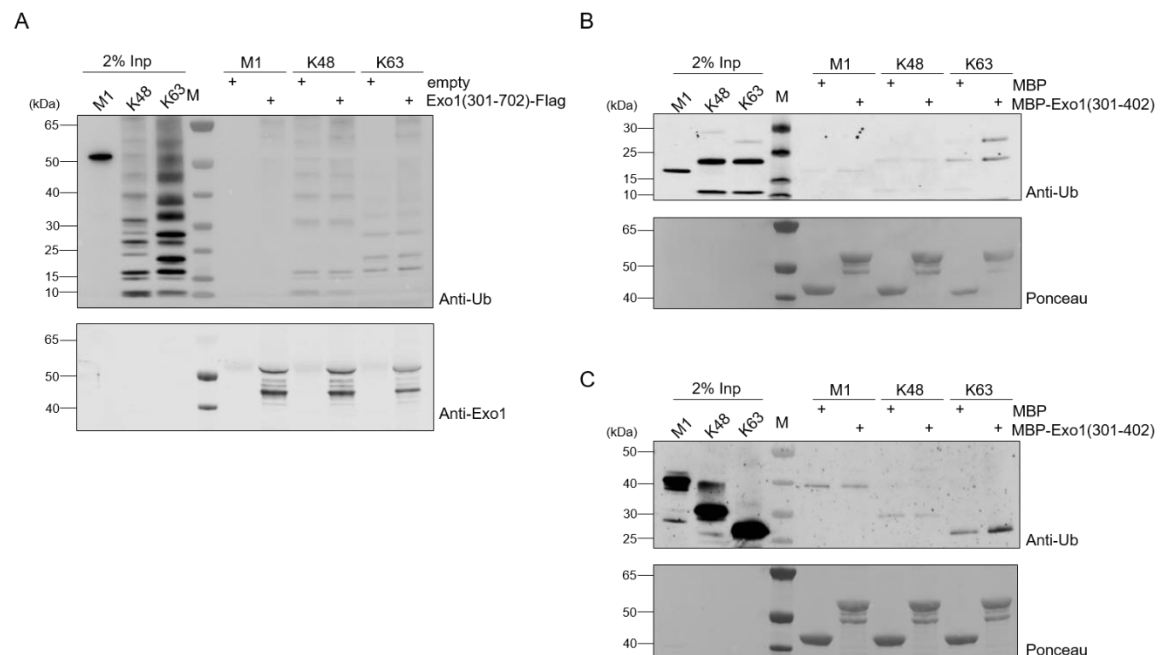 A
2% Inp M1 K48 K63
M1 K48 K63 M + + + empty
(kDa) + + + Exo1(301-702)-Flag
65
50
40
30
25
15
10
Anti-Ub
65
50
40
Anti-Exo1
B
2% Inp M1 K48 K63
M1 K48 K63 M + + + MBP
(kDa) + + + MBP-Exo1(301-402)
30
25
15
10
Anti-Ub
65
50
40
Ponceau
C
2% Inp M1 K48 K63
M1 K48 K63 M + + + MBP
(kDa) + + + MBP-Exo1(301-402)
50
40
30
25
Anti-Ub
65
50
40
Ponceau